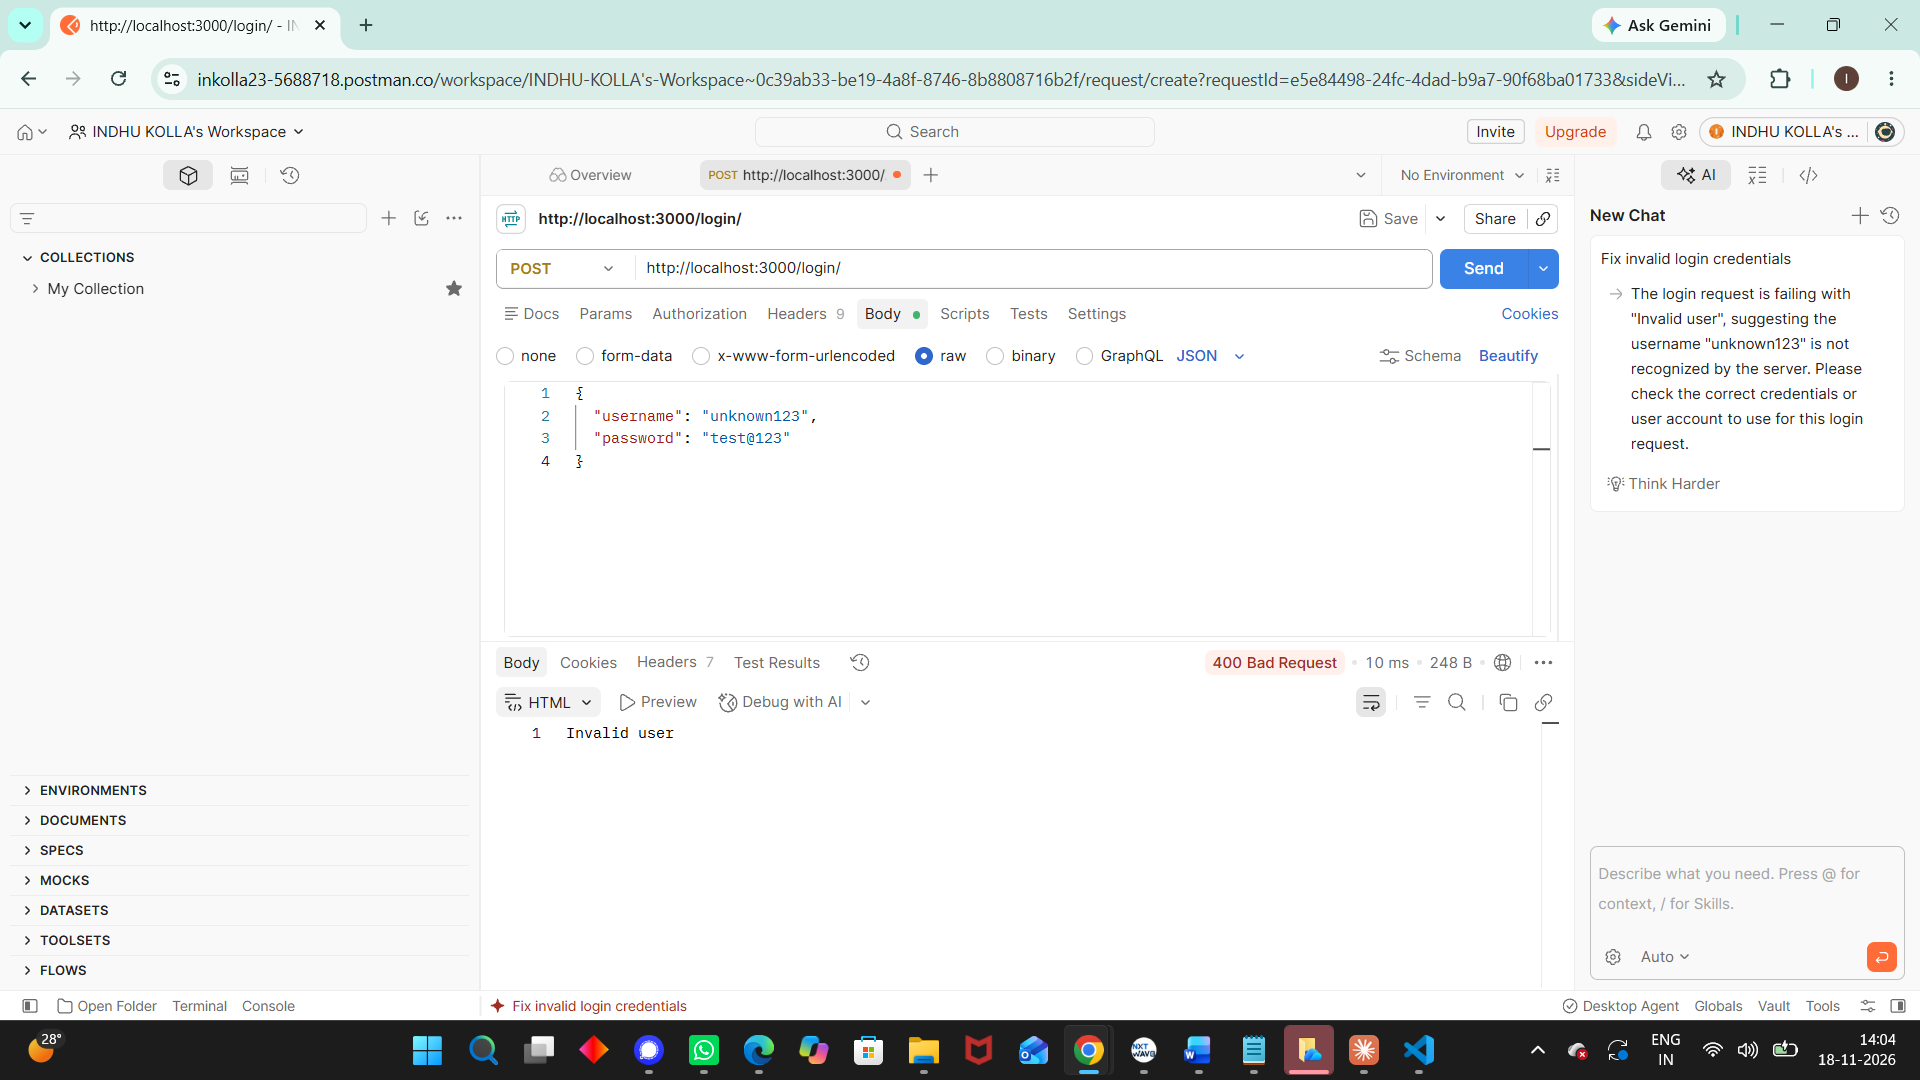 http://localhost:3000/login/ - IN
Ask Gemini
inkolla23-5688718.postman.co/workspace/INDHU-KOLLA's-Workspace~0c39ab33-be19-4a8f-8746-8b8808716b2f/request/create?requestId=e5e84498-24fc-4dad-b9a7-90f68ba01733&sideVi...
I
INDHU KOLLA's Workspace
Search
Invite
Upgrade
INDHU KOLLA's ...
Overview
POST http://localhost:3000/
No Environment
AI
HTTP
http://localhost:3000/login/
Save
Share
New Chat
COLLECTIONS
My Collection
POST
http://localhost:3000/login/
Send
Fix invalid login credentials
The login request is failing with
"Invalid user", suggesting the
username "unknown123" is not
recognized by the server. Please
check the correct credentials or
user account to use for this login
request.
Think Harder
Docs
Params
Authorization
Headers 9
Body
Scripts
Tests
Settings
Cookies
none
form-data
x-www-form-urlencoded
raw
binary
GraphQL
JSON
Schema
Beautify
1 {
2 "username": "unknown123",
3 "password": "test@123"
4 }
Body
Cookies
Headers 7
Test Results
400 Bad Request
10 ms
248 B
HTML
Preview
Debug with AI
1 Invalid user
ENVIRONMENTS
DOCUMENTS
SPECS
MOCKS
DATASETS
TOOLSETS
FLOWS
Describe what you need. Press @ for
context, / for Skills.
Auto
Open Folder
Terminal
Console
Fix invalid login credentials
Desktop Agent
Globals
Vault
Tools
28°
NXT
WAVE
ENG
IN
14:04
18-11-2026